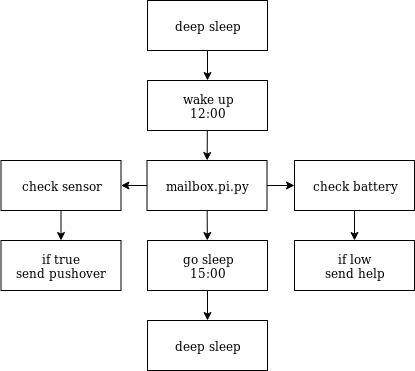 deep sleep
wake up
12:00
check sensor
mailbox.pi.py
check battery
if true
send pushover
go sleep
15:00
if low
send help
deep sleep